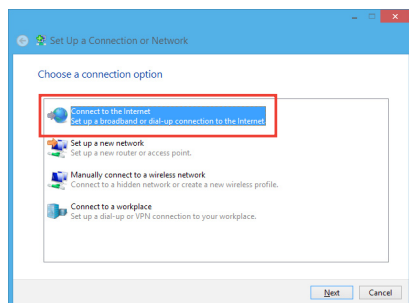 Set Up a Connection or Network
Choose a connection option
Connect to the Internet
Set up a broadband or dial-up connection to the Internet.
Set up a new network
Set up a new router or access point.
Manually connect to a wireless network
Connect to a hidden network or create a new wireless profile.
Connect to a workplace
Set up a dial-up or VPN connection to your workplace.
Next Cancel